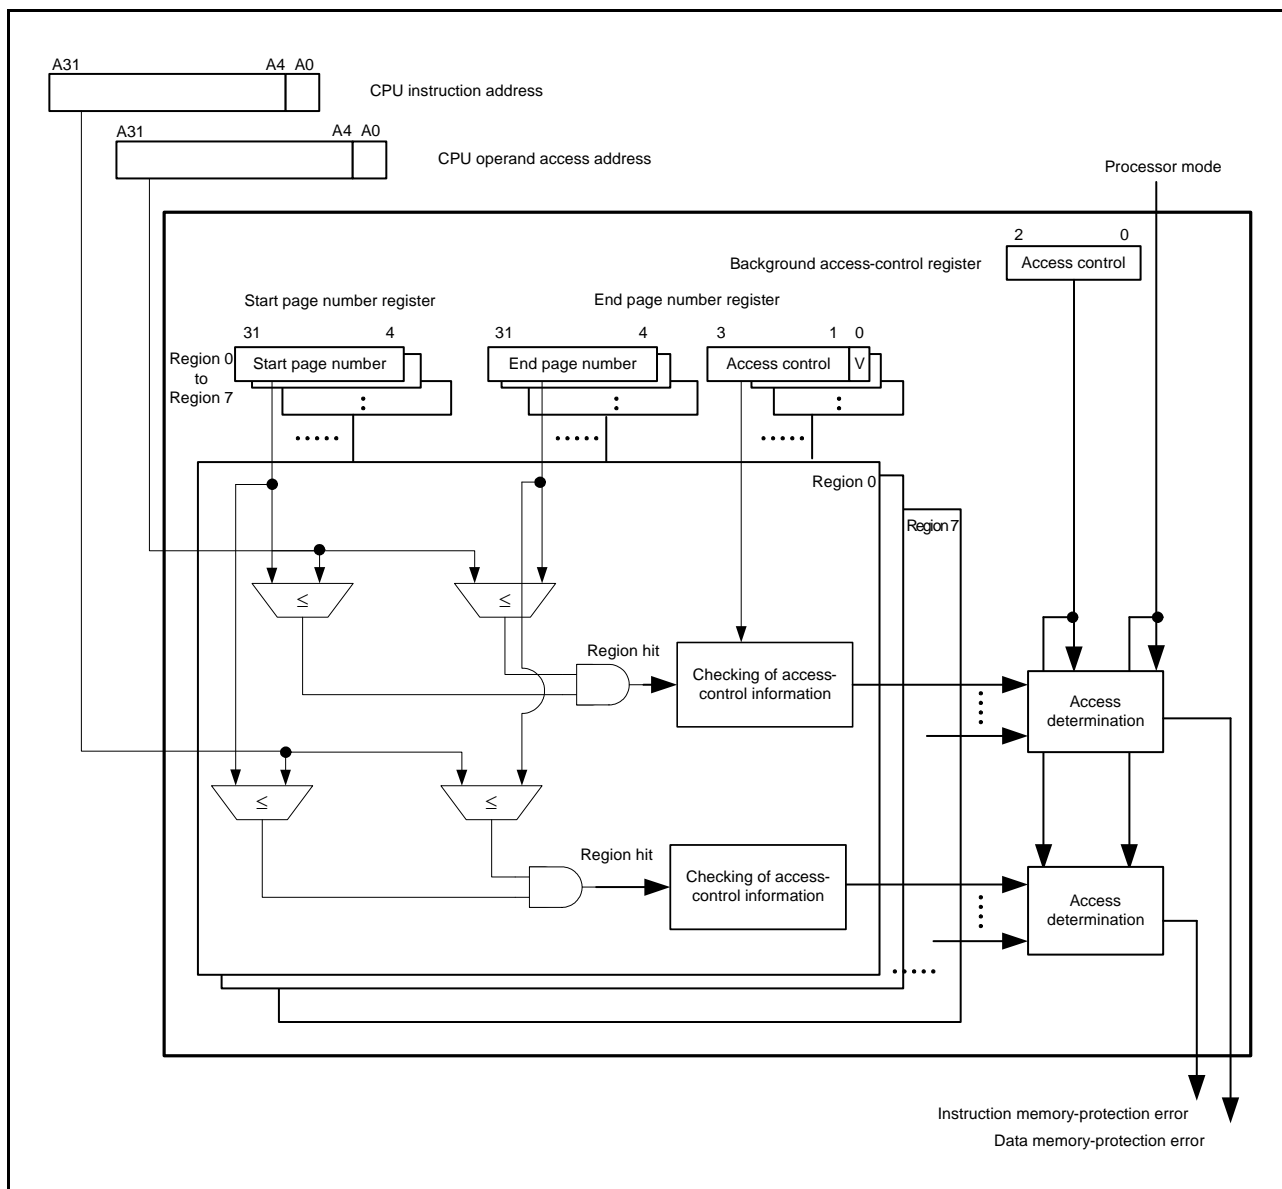 A31 A4 A0
CPU instruction address
A31 A4 A0
CPU operand access address
Processor mode
2 0
Background access-control register
Access control
Start page number register
End page number register
31 4
31 4
3 1 0
Region 0
to
Region 7
Start page number
End page number
Access control
V
:
:
:
.....
.....
.....
Region 0
Region 7
≤
≤
Region hit
Checking of access-
control information
Access
determination
≤
≤
Region hit
Checking of access-
control information
Access
determination
.....
Instruction memory-protection error
Data memory-protection error